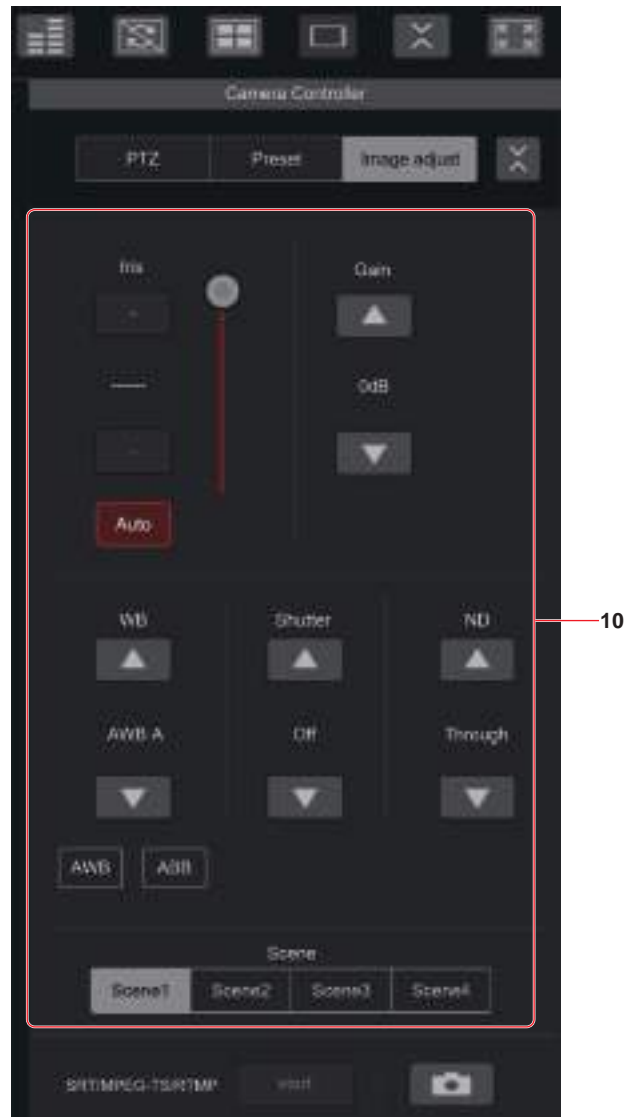 Camera Controller
PTZ Preset Image adjust
Iris Gain
0dB
Auto
WB Shutter ND
10
AWB A Off Through
AWB ABB
Scene
Scene1 Scene2 Scene3 Scene4
SRT/MPEG-TS/RTMP start